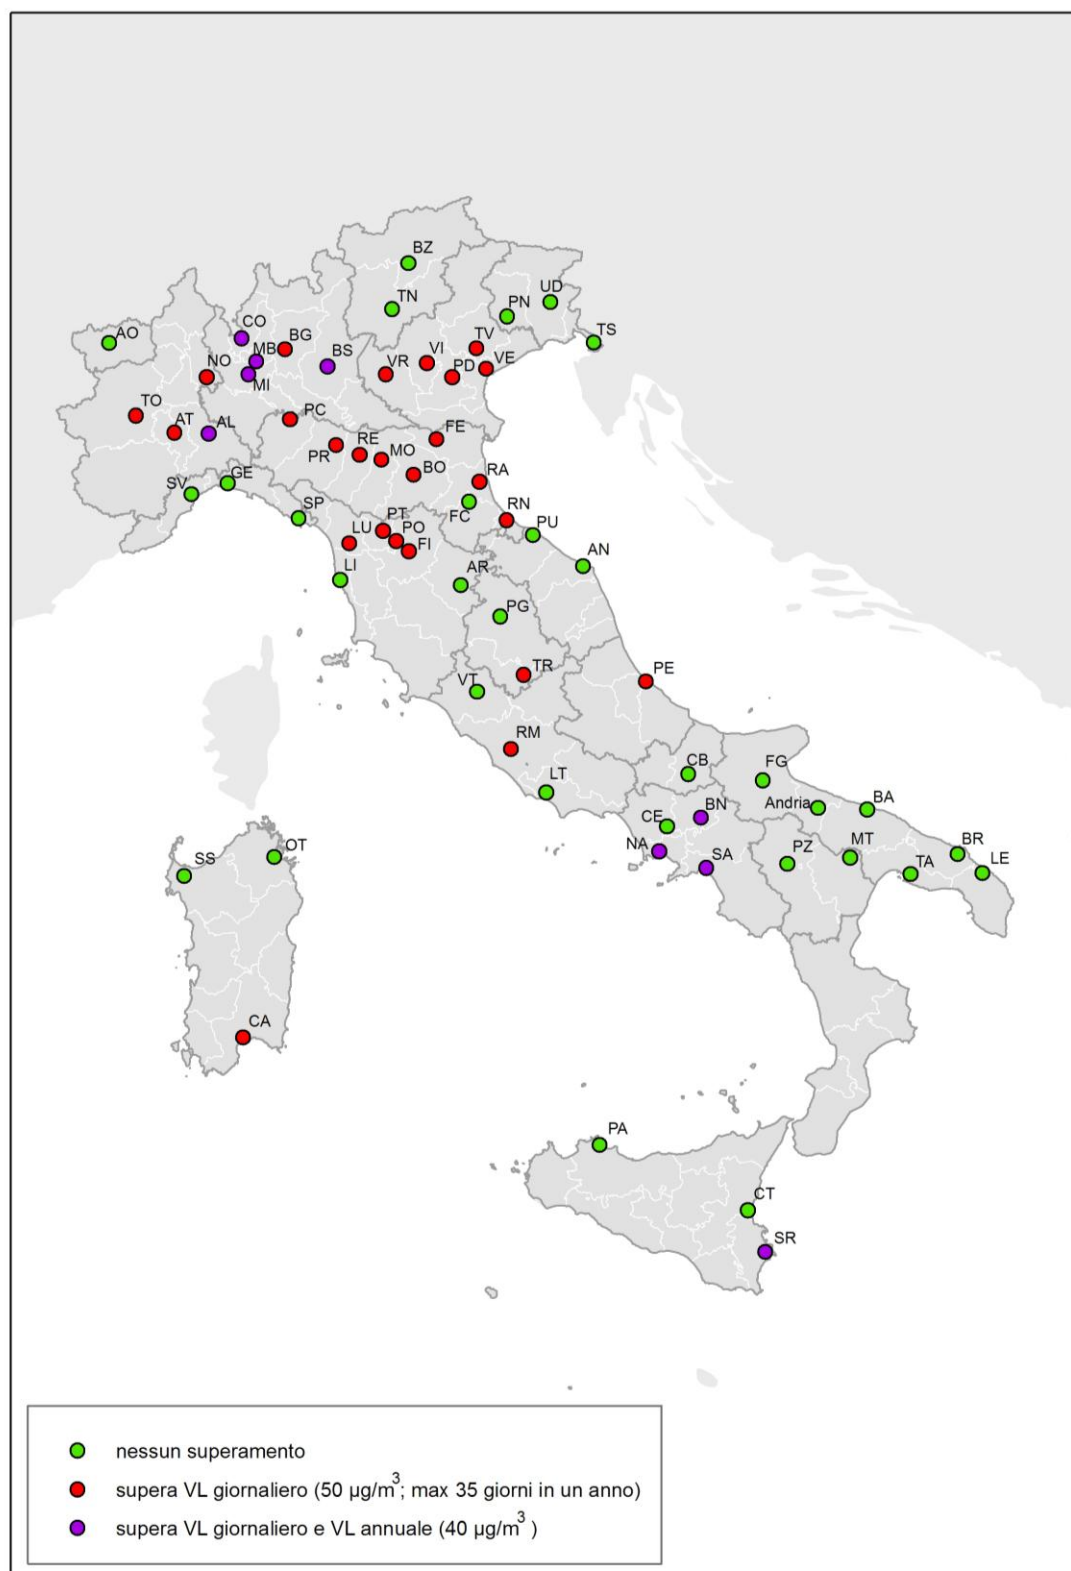 BZ
TN
UD
PN
TS
AO
CO
BG
MB
BS
MI
NO
TV
VI
VE
VR
PD
TO
AT
AL
PC
FE
RE
MO
PR
BO
RA
GE
SV
SP
FC
RN
PU
PT
LU
PO
FI
AN
LI
AR
PG
TR
PE
VT
RM
LT
CB
FG
Andria
BA
BN
CE
NA
SA
PZ
MT
BR
TA
LE
OT
SS
CA
PA
CT
SR
nessun superamento
supera VL giornaliero (50 µg/m³; max 35 giorni in un anno)
supera VL giornaliero e VL annuale (40 µg/m³ )